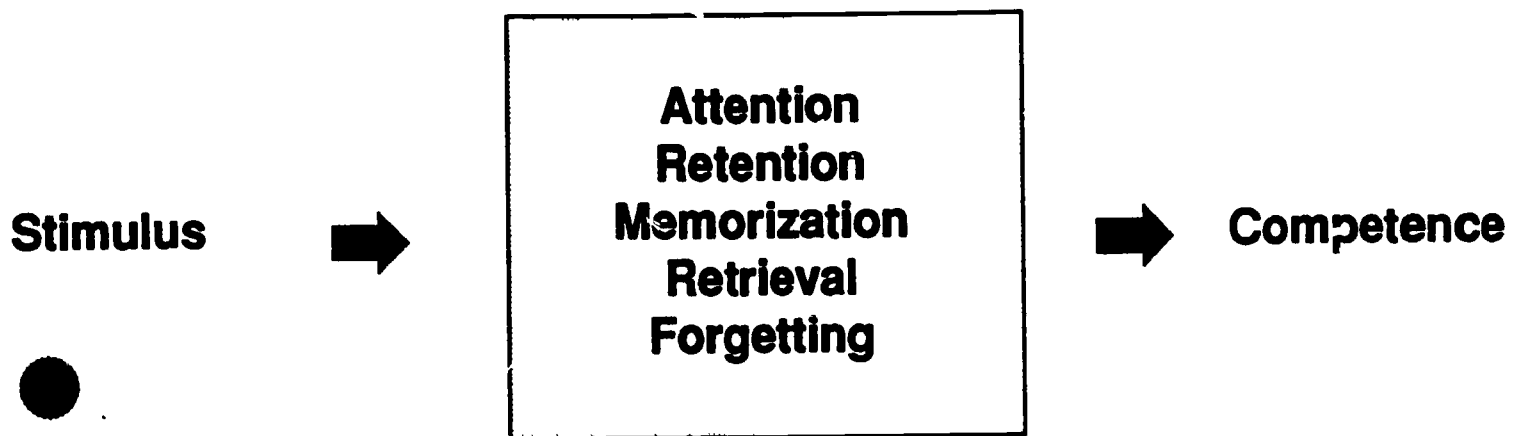 Attention
Retention
Memorization
Stimulus
Competence
Retrieval
Forgetting